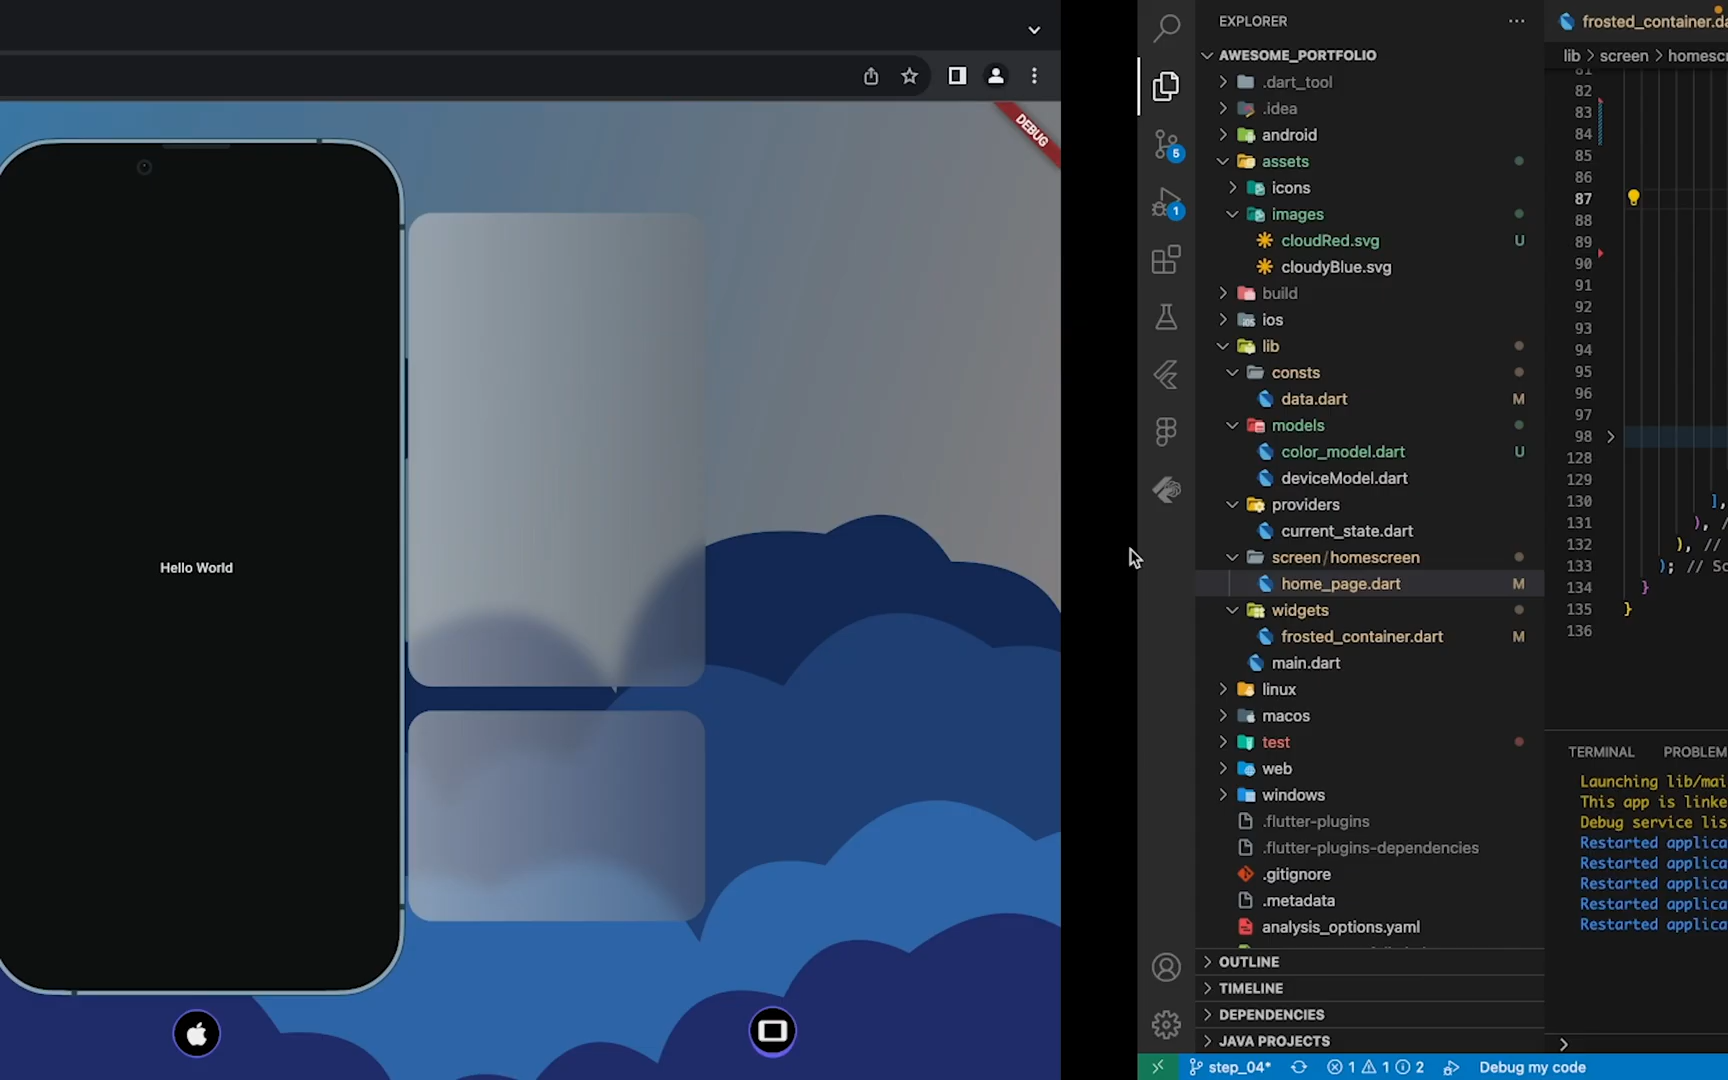 DEBUG
Hello World
EXPLORER
AWESOME_PORTFOLIO
.dart_tool
.idea
android
assets
icons
images
cloudRed.svg U
cloudyBlue.svg
build
ios
lib
consts
data.dart M
models
color_model.dart U
deviceModel.dart
providers
current_state.dart
screen/homescreen
home_page.dart M
widgets
frosted_container.dart M
main.dart
linux
macos
test
web
windows
.flutter-plugins
.flutter-plugins-dependencies
.gitignore
.metadata
analysis_options.yaml
OUTLINE
TIMELINE
DEPENDENCIES
JAVA PROJECTS
5
1
frosted_container.da
lib > screen > homesc
81
82
83
84
85
86
87
88
89
90
91
92
93
94
95
96
97
98
128
129
130 ],
131 ), /
132 ), //
133 ); // Sc
134 }
135 }
136
TERMINAL PROBLEM
Launching lib/mai
This app is linke
Debug service lis
Restarted applica
Restarted applica
Restarted applica
Restarted applica
Restarted applica
step_04* 1 1 2 Debug my code